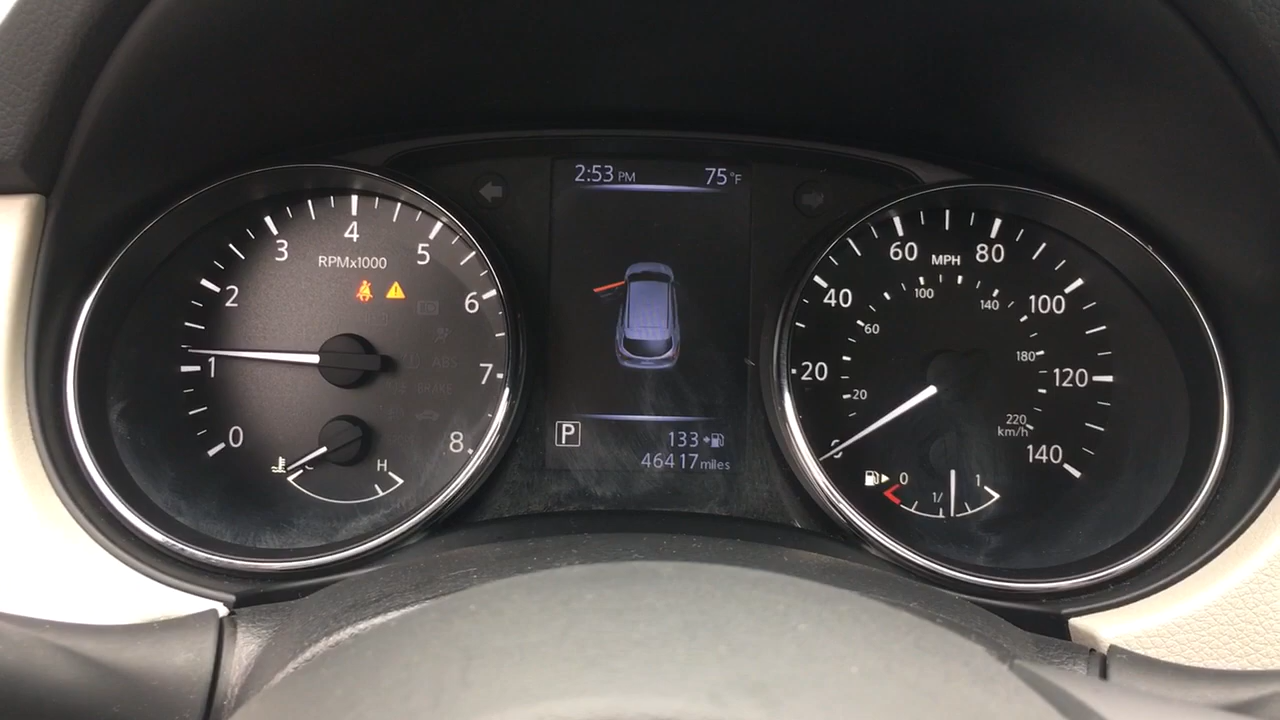 2:53 PM 75°F
3 4 5
RPMx1000
2 6
1 7
0 8
H
P
133
46417 miles
60 MPH 80
40 100
100 140
60
20 180 120
20
220
km/h
140
0
0 1/ 1
ABS
BRAKE